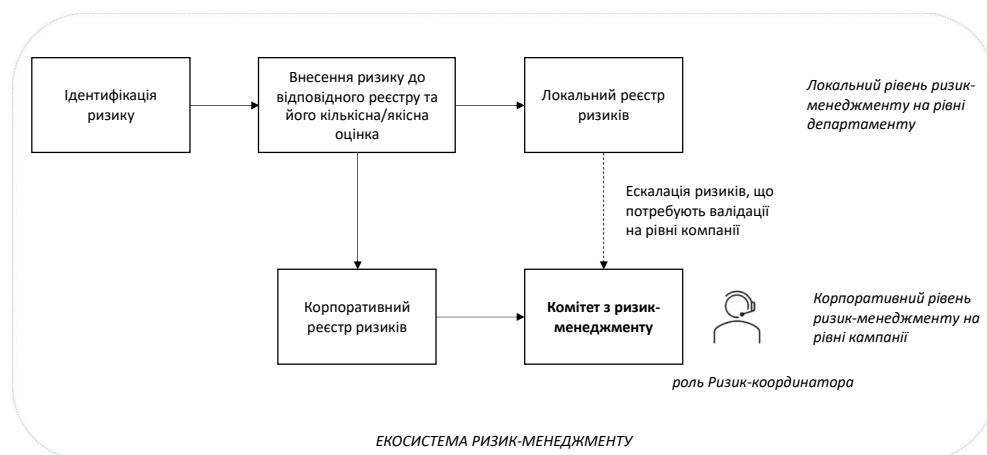 Ідентифікація
ризику
Внесення ризику до
відповідного реєстру та
його кількісна/якісна
оцінка
Локальний реєстр
ризиків
Локальний рівень ризик-
менеджменту на рівні
департаменту
Ескалація ризиків, що
потребують валідації
на рівні компанії
Корпоративний
реєстр ризиків
Комітет з ризик-
менеджменту
Корпоративний рівень
ризик-менеджменту на
рівні кампанії
роль Ризик-координатора
ЕКОСИСТЕМА РИЗИК-МЕНЕДЖМЕНТУ